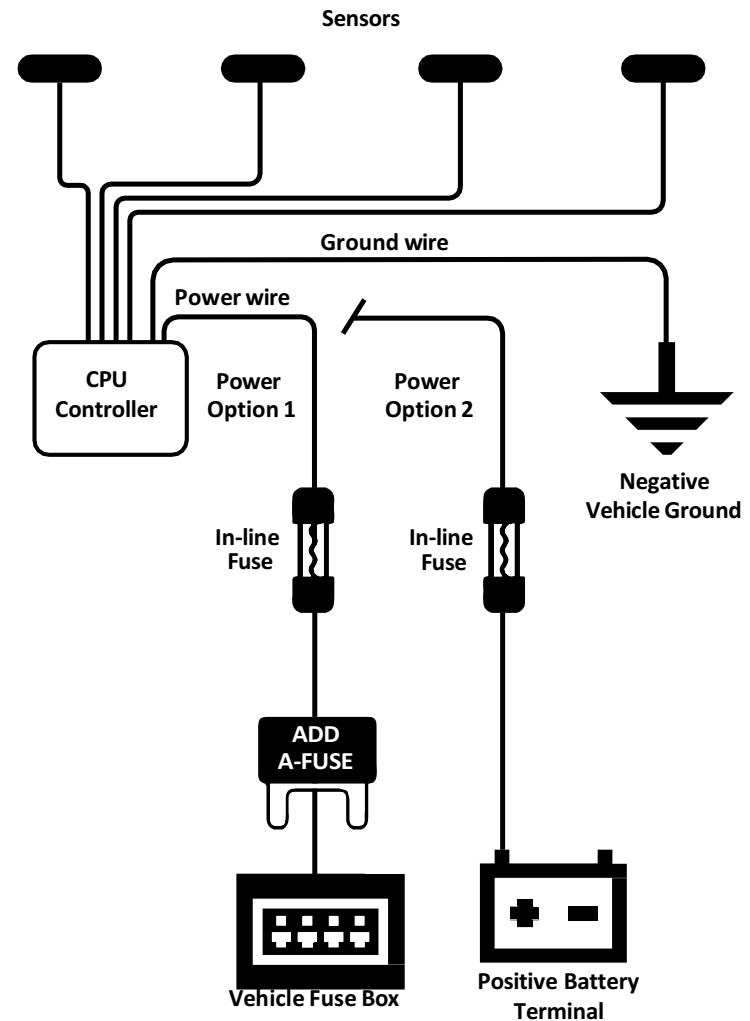 Sensors
Ground wire
Power wire
CPU
Controller
Power
Option 1
Power
Option 2
Negative
Vehicle Ground
In-line
Fuse
In-line
Fuse
ADD
A-FUSE
Vehicle Fuse Box
Positive Battery
Terminal